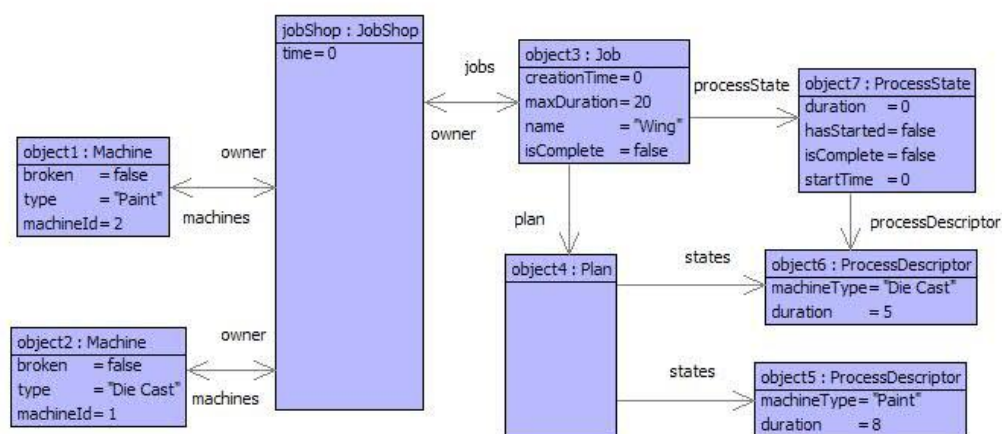 jobShop : JobShop
time=0
jobs
owner
object3 : Job
creationTime=0
maxDuration=20
name =“Wing”
isComplete =false
processState
object7 : ProcessState
duration =0
hasStarted=false
isComplete=false
startTime =0
object1 : Machine
broken =false
type ="Paint"
machineId=2
owner
machines
plan
processDescriptor
object4 : Plan
states
object6 : ProcessDescriptor
machineType="Die Cast"
duration =5
object2 : Machine
broken =false
type ="Die Cast"
machineId=1
owner
machines
states
object5 : ProcessDescriptor
machineType="Paint"
duration =8